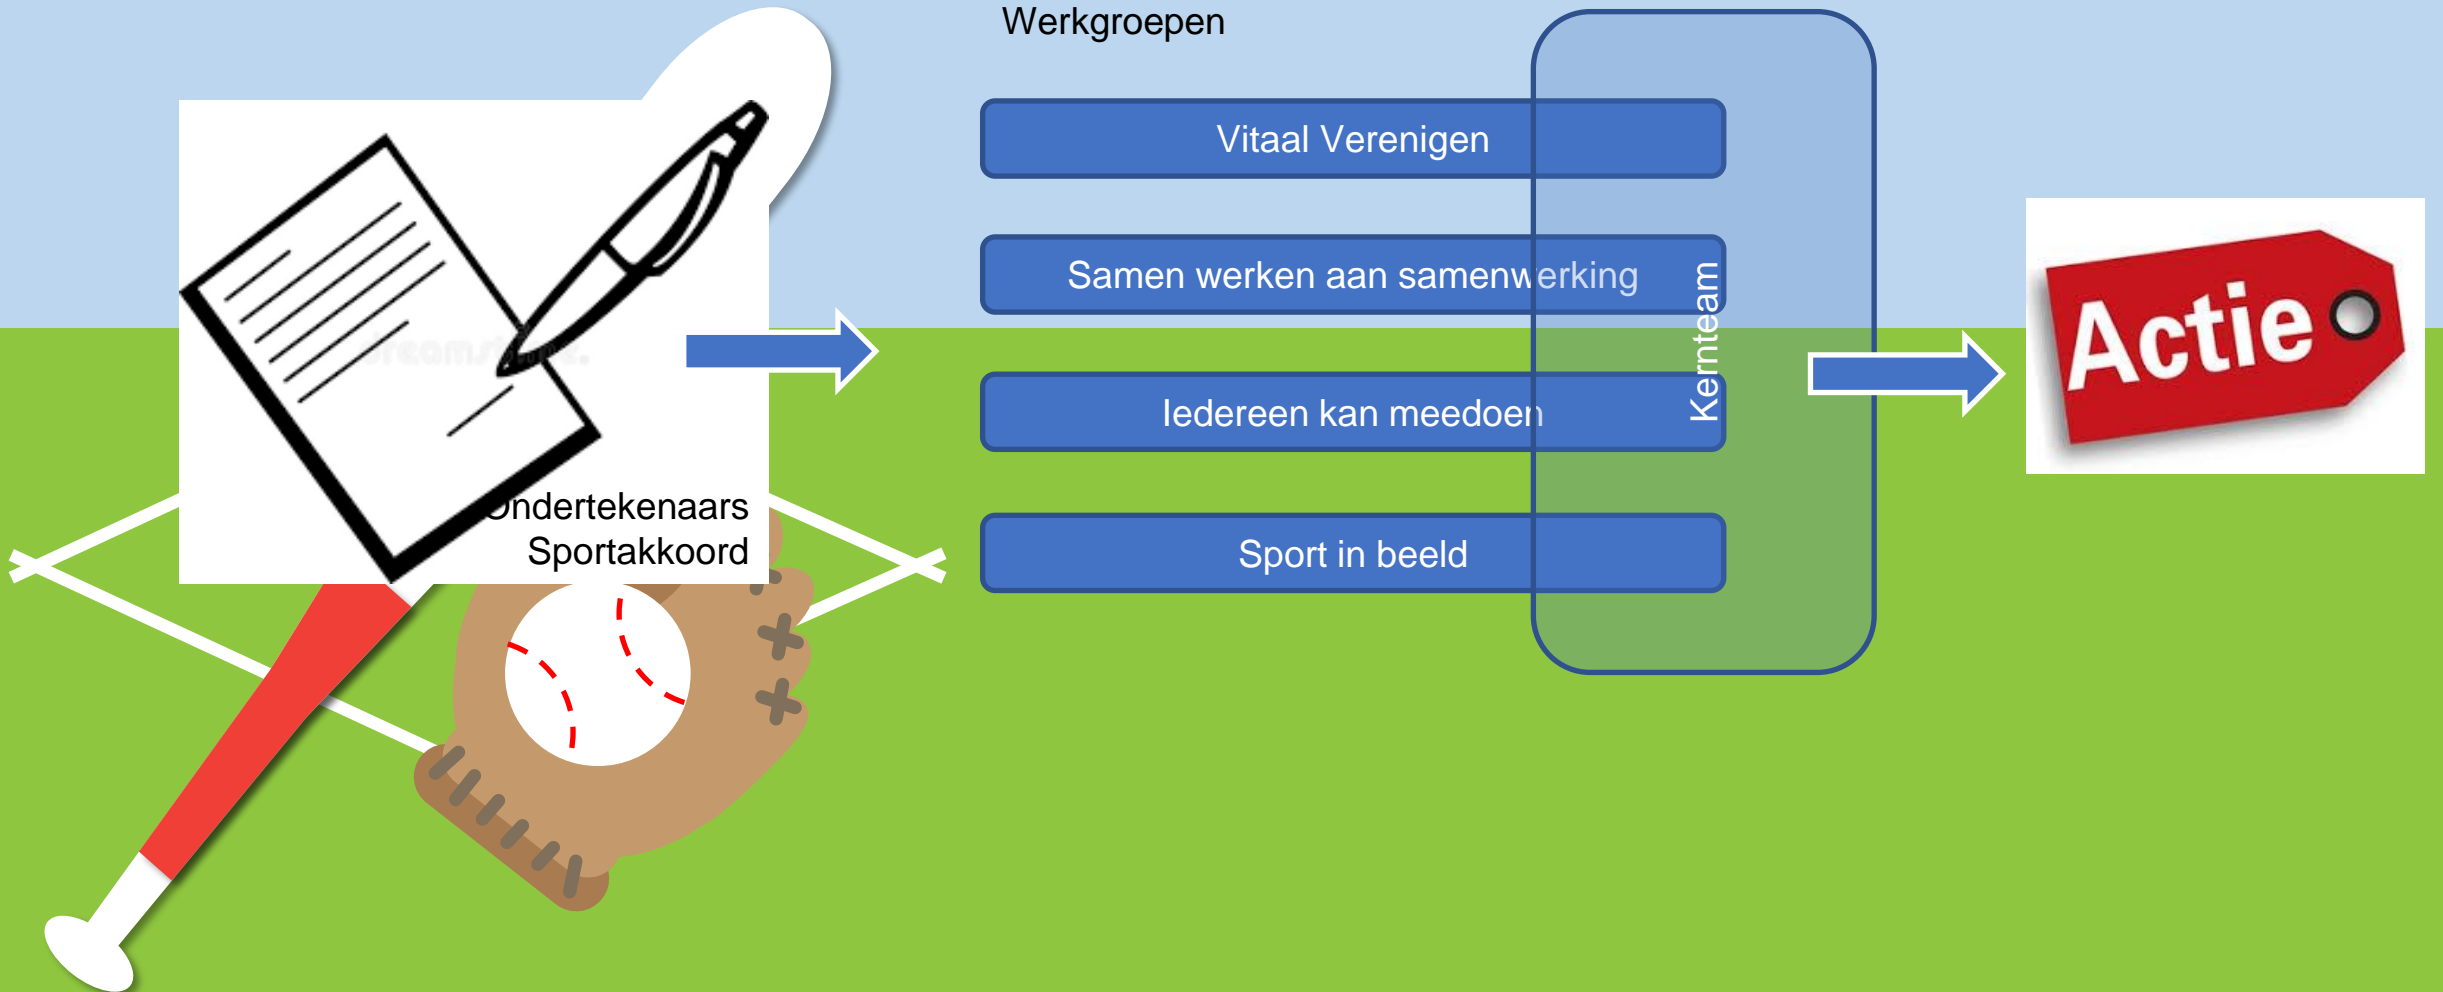 Werkgroepen
Vitaal Verenigen
Samen werken aan samenwerking
Iedereen kan meedoen
Sport in beeld
Kernteam
Actie
Ondertekenaars
Sportakkoord